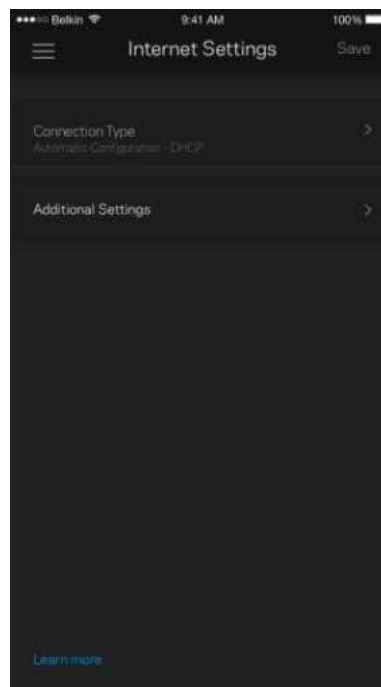 Belkin 9:41 AM 100%
Internet Settings Save
Connection Type
Automatic Configuration - DHCP
Additional Settings
Learn more